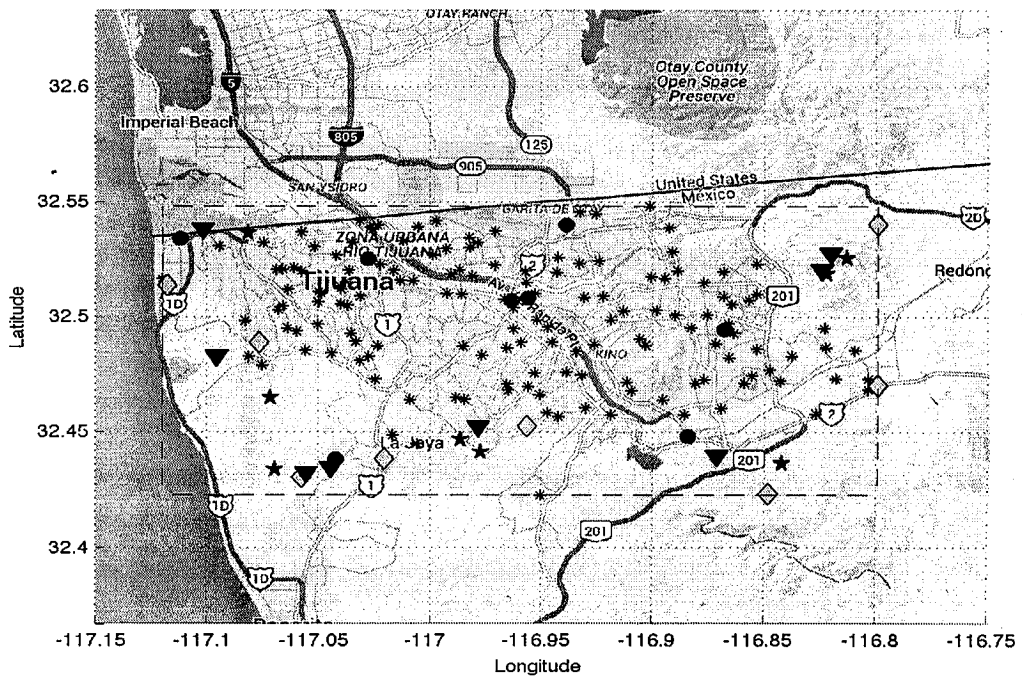 OTAY RANCH
32.6
5
Otay County
Open Space
Preserve
Imperial Beach
805
125
905
SAN YSIDRO
United States
México
32.55
GARITA DE OTAY
2D
ZONA URBANA
RIO TIJUANA
2
Tijuana
Redond
1D
201
Latitude
32.5
1
KINO
2
32.45
La Joya
201
1
1D
201
32.4
1D
-117.15
-117.1
-117.05
-117
-116.95
-116.9
-116.85
-116.8
-116.75
Longitude